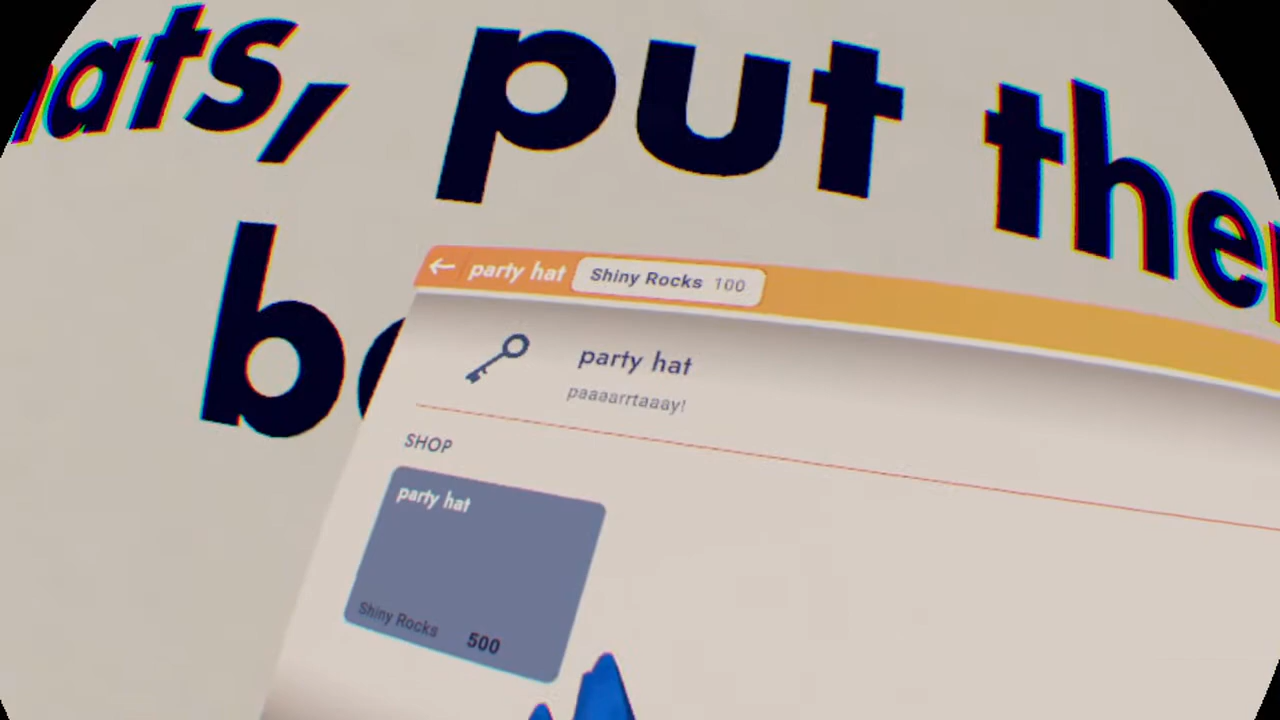 ats, put the
b
party hat Shiny Rocks 100
party hat
paaaarrtaaay!
SHOP
party hat
Shiny Rocks 500